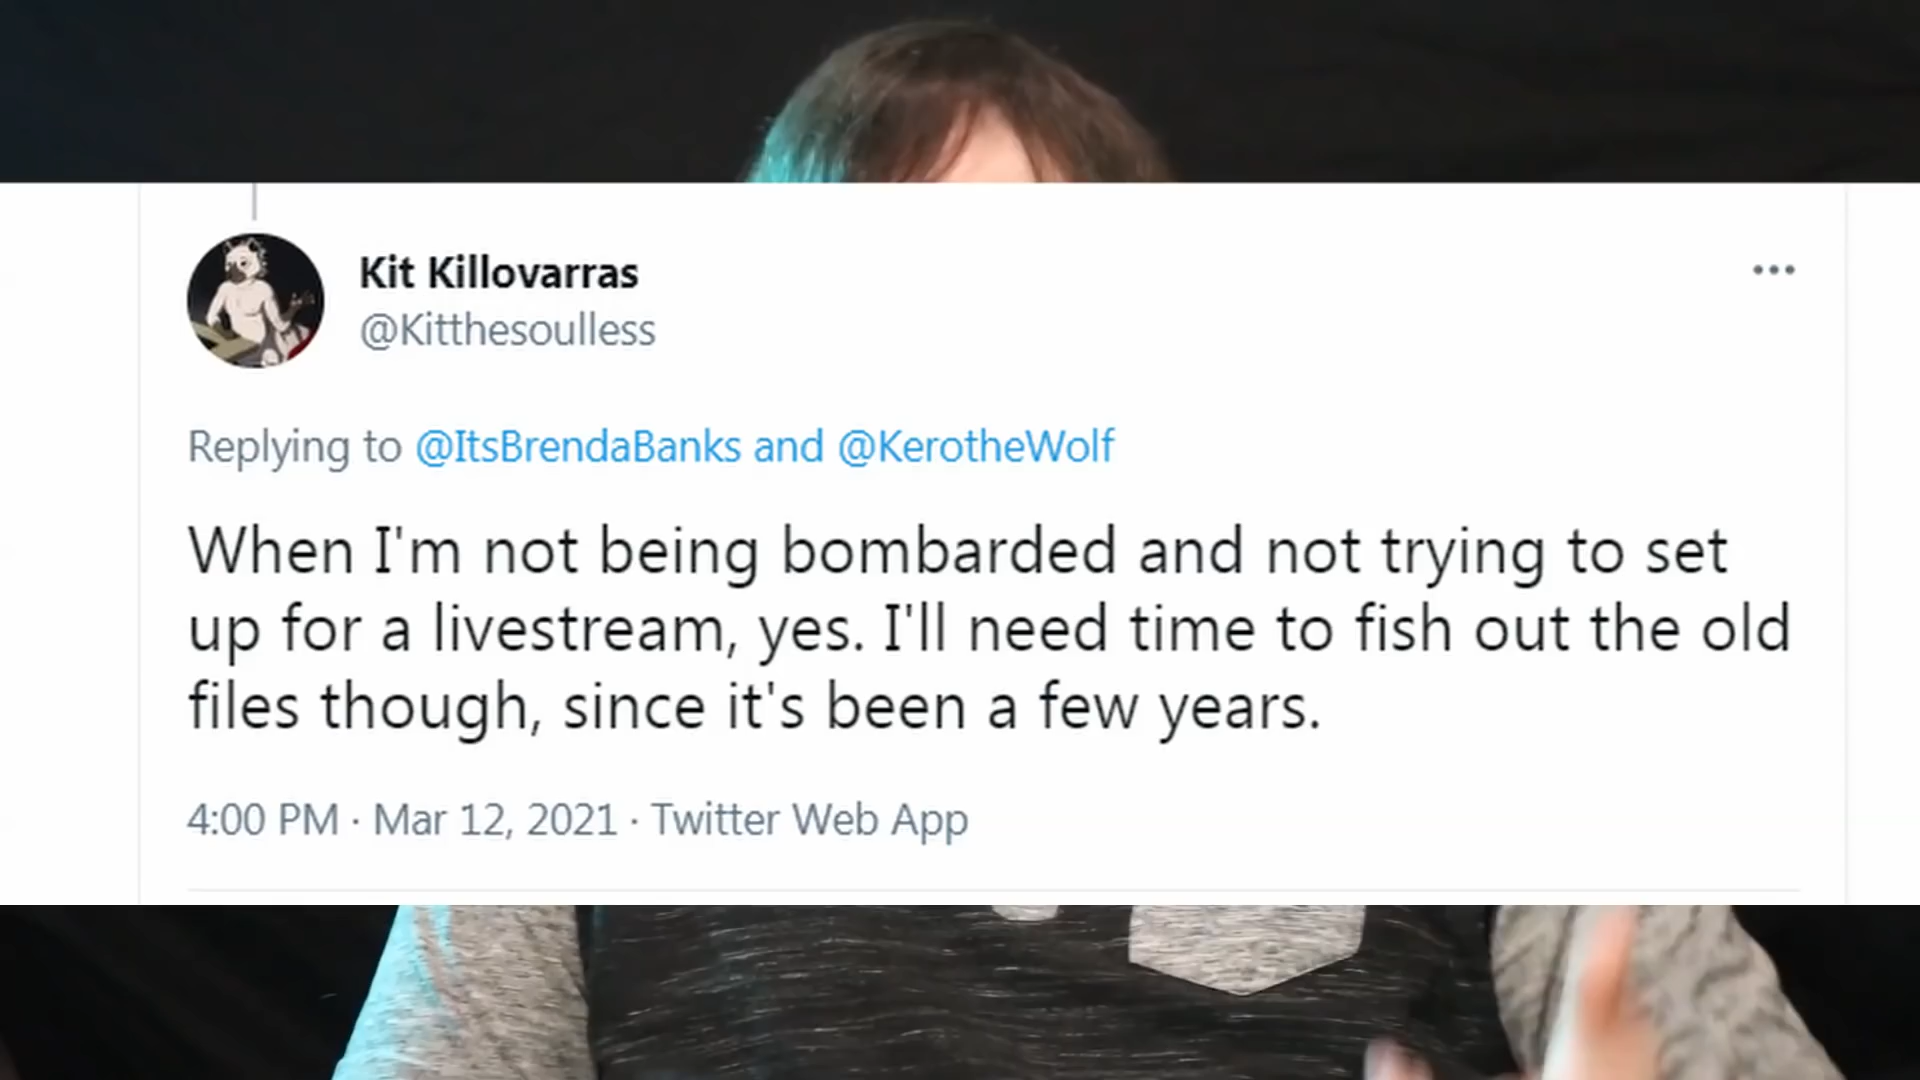 Kit Killovarras
@Kitthesoulless
Replying to @ItsBrendaBanks and @KerotheWolf
When I'm not being bombarded and not trying to set
up for a livestream, yes. I'll need time to fish out the old
files though, since it's been a few years.
4:00 PM · Mar 12, 2021 · Twitter Web App